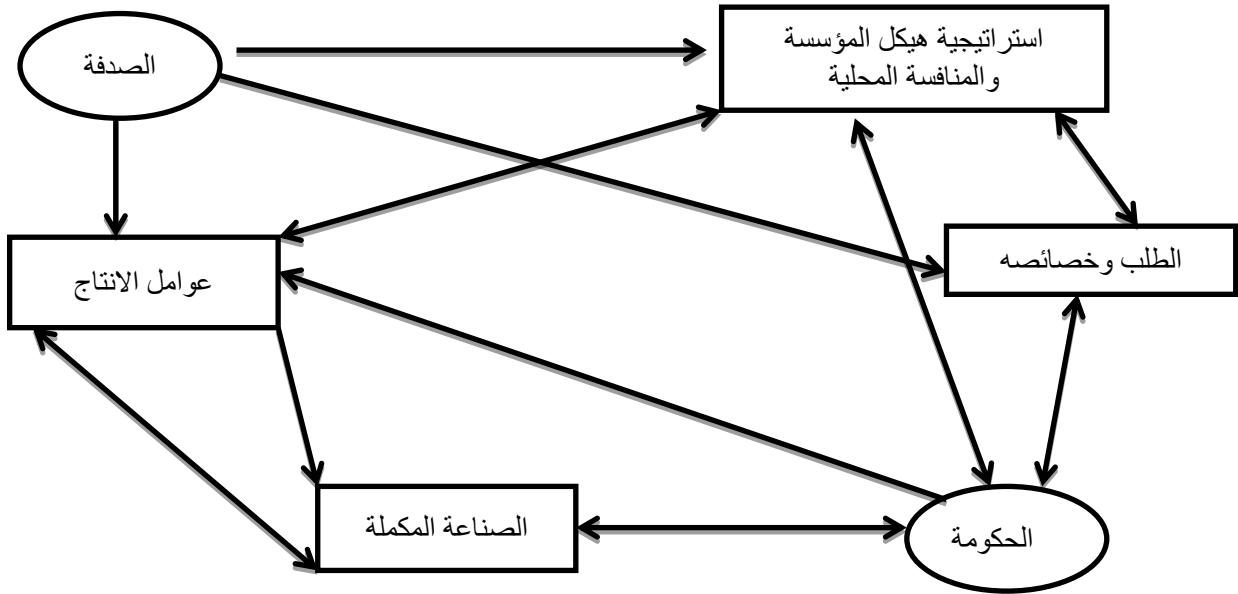 استراتيجية هيكل المؤسسة
والمنافسة المحلية
الصدفة
الطلب وخصائصه
عوامل الانتاج
الصناعة المكملة
الحكومة